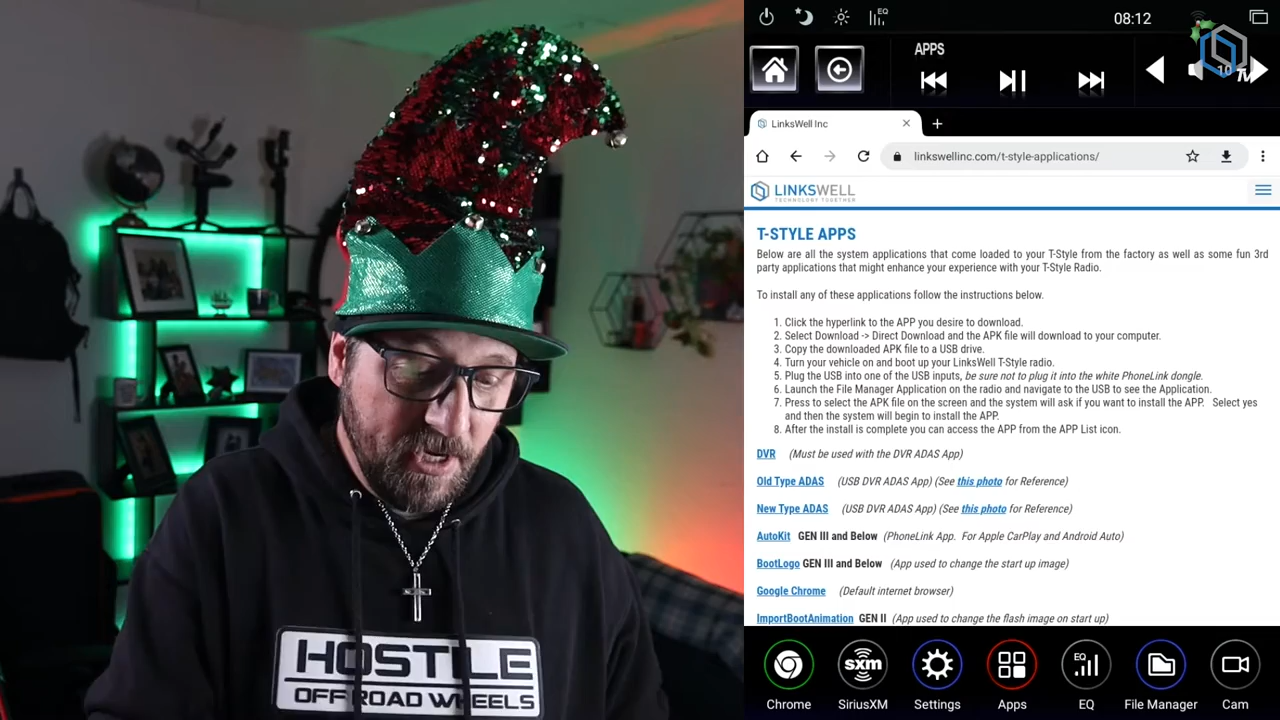 08:12
EQ
APPS
10
TV
LinksWell Inc
linkswellinc.com/t-style-applications/
LINKSWELL
TECHNOLOGY TOGETHER
T-STYLE APPS
Below are all the system applications that come loaded to your T-Style from the factory as well as some fun 3rd
party applications that might enhance your experience with your T-Style Radio.
To install any of these applications follow the instructions below.
1. Click the hyperlink to the APP you desire to download.
2. Select Download -> Direct Download and the APK file will download to your computer.
3. Copy the downloaded APK file to a USB drive.
4. Turn your vehicle on and boot up your LinksWell T-Style radio.
5. Plug the USB into one of the USB inputs, be sure not to plug it into the white PhoneLink dongle.
6. Launch the File Manager Application on the radio and navigate to the USB to see the Application.
7. Press to select the APK file on the screen and the system will ask if you want to install the APP. Select yes
and then the system will begin to install the APP.
8. After the install is complete you can access the APP from the APP List icon.
DVR (Must be used with the DVR ADAS App)
Old Type ADAS (USB DVR ADAS App) (See this photo for Reference)
New Type ADAS (USB DVR ADAS App) (See this photo for Reference)
AutoKit GEN III and Below (PhoneLink App. For Apple CarPlay and Android Auto)
BootLogo GEN III and Below (App used to change the start up image)
Google Chrome (Default internet browser)
ImportBootAnimation GEN II (App used to change the flash image on start up)
sxm
EQ
Chrome SiriusXM Settings Apps EQ File Manager Cam
HOSTLE
OFF ROAD WHEELS